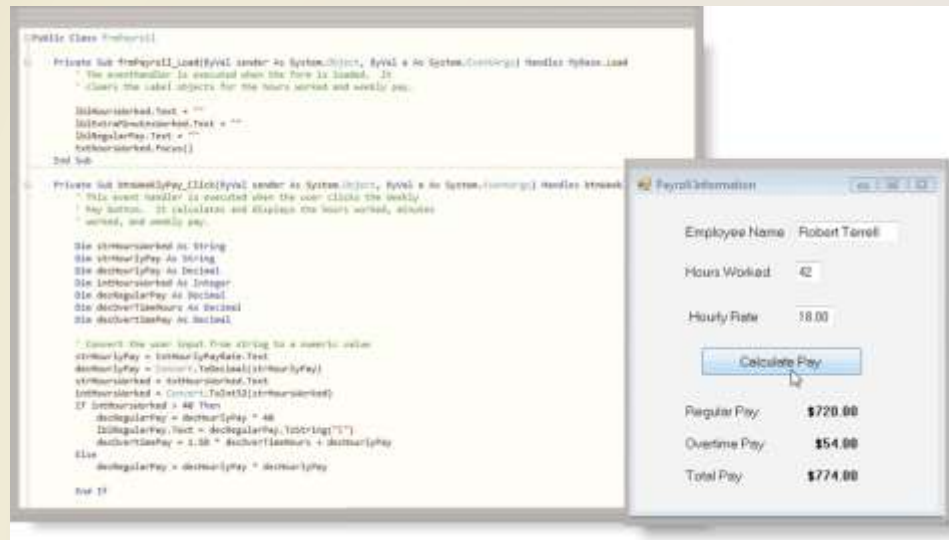 Public Class frmPayroll
Private Sub frmPayroll_Load(ByVal sender As System.Object, ByVal e As System.EventArgs) Handles MyBase.Load
' The eventhandler is executed when the form is loaded. It
' clears the label objects for the hours worked and weekly pay.
lblHoursWorked.Text = ""
lblExtraMinutesWorked.Text = ""
lblRegularPay.Text = ""
txtHoursWorked.Focus()
End Sub
Private Sub btnWeeklyPay_Click(ByVal sender As System.Object, ByVal e As System.EventArgs) Handles btnWeek
' This event handler is executed when the user clicks the Weekly
' Pay button. It calculates and displays the hours worked, minutes
' worked, and weekly pay.
Dim strHoursWorked As String
Dim strHourlyPay As String
Dim decHourlyPay As Decimal
Dim intHoursWorked As Integer
Dim decRegularPay As Decimal
Dim decOverTimeHours As Decimal
Dim decOvertimePay As Decimal
' Convert the user input from string to a numeric value
strHourlyPay = txtHourlyPayRate.Text
decHourlyPay = Convert.ToDecimal(strHourlyPay)
strHoursWorked = txtHoursWorked.Text
intHoursWorked = Convert.ToInt32(strHoursWorked)
If intHoursWorked > 40 Then
decRegularPay = decHourlyPay * 40
lblRegularPay.Text = decRegularPay.ToString("C")
decOvertimePay = 1.50 * decOverTimeHours + decHourlyPay
Else
decRegularPay = decHourlyPay * decHourlyPay
End If
Payroll Information
Employee Name Robert Terrell
Hours Worked 42
Hourly Rate 18.00
Calculate Pay
Regular Pay $720.00
Overtime Pay $54.00
Total Pay $774.00